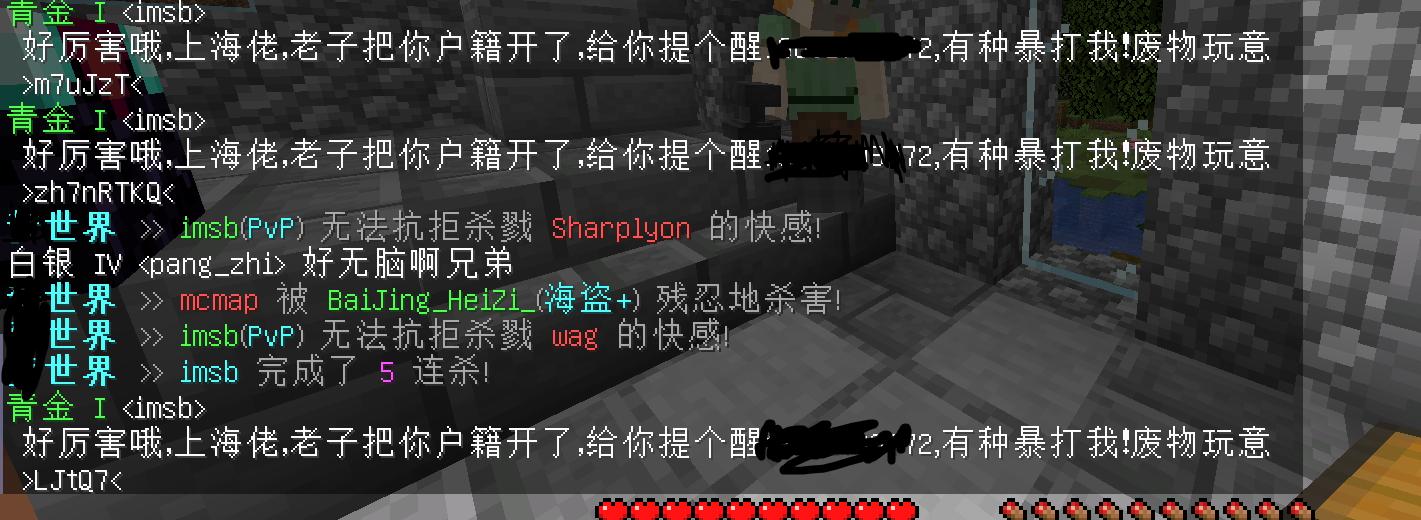 青金 I <imsb>
好厉害哦,上海佬,老子把你户籍开了,给你提个醒 2,有种暴打我!废物玩意
>m7uJzT<
青金 I <imsb>
好厉害哦,上海佬,老子把你户籍开了,给你提个醒 72,有种暴打我!废物玩意
>zh7nRTKQ<
世界 >> imsb(PvP) 无法抗拒杀戮 Sharplyon 的快感!
白银 IV <pang_zhi> 好无脑啊兄弟
世界 >> mcmap 被 BaiJing_HeiZi_(海盗+) 残忍地杀害!
世界 >> imsb(PvP) 无法抗拒杀戮 wag 的快感!
世界 >> imsb 完成了 5 连杀!
青金 I <imsb>
好厉害哦,上海佬,老子把你户籍开了,给你提个醒 72,有种暴打我!废物玩意
>LJtQ7<